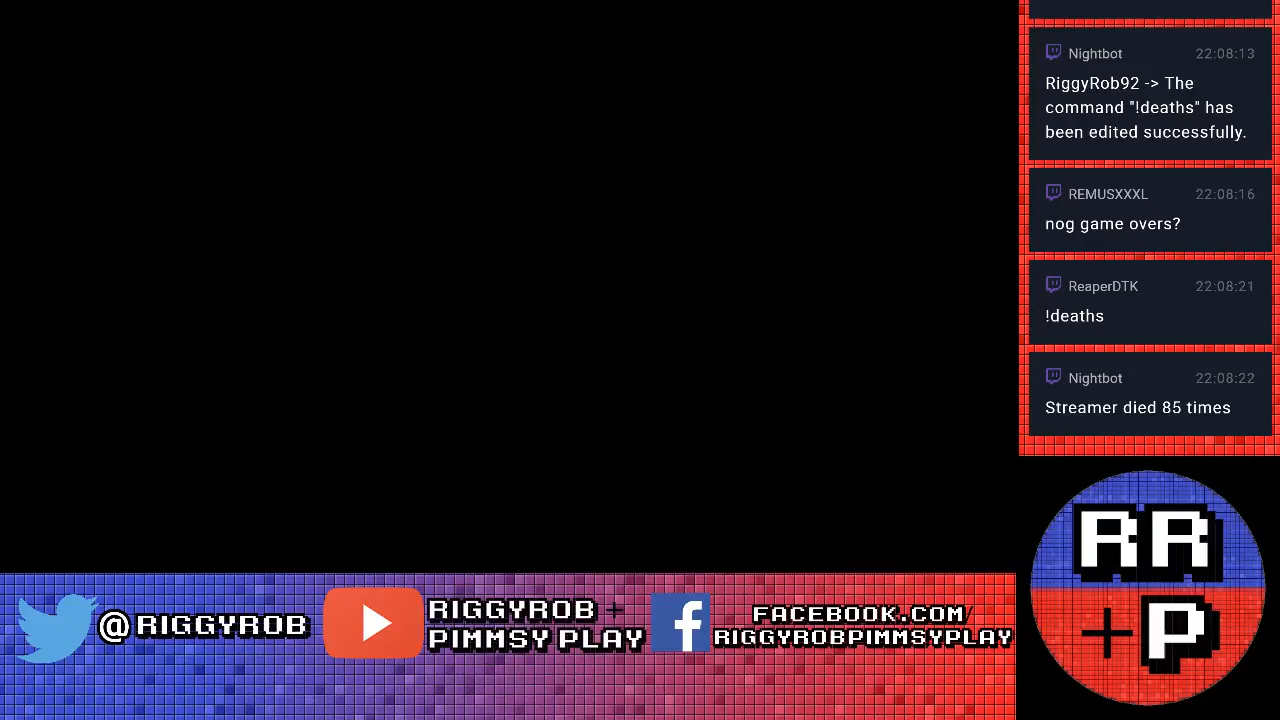 Nightbot 22:08:13
RiggyRob92 -> The
command "!deaths" has
been edited successfully.
REMUSXXXL 22:08:16
nog game overs?
ReaperDTK 22:08:21
!deaths
Nightbot 22:08:22
Streamer died 85 times
@RIGGYROB
RIGGYROB +
PIMMSY PLAY
FACEBOOK.COM/
RIGGYROBPIMMSYPLAY
RR
+P